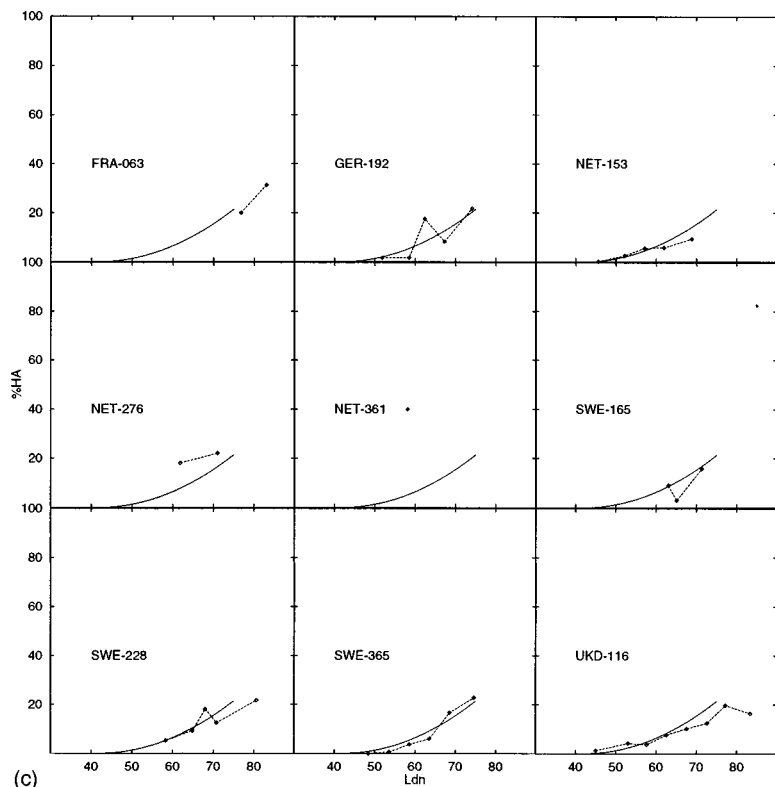 100
80
60
40
20
FRA-063
GER-192
NET-153
100
80
60
40
20
%HA
NET-276
NET-361
SWE-165
100
80
60
40
20
SWE-228
SWE-365
UKD-116
40 50 60 70 80 40 50 60 70 80 40 50 60 70 80
Ldn
(c)